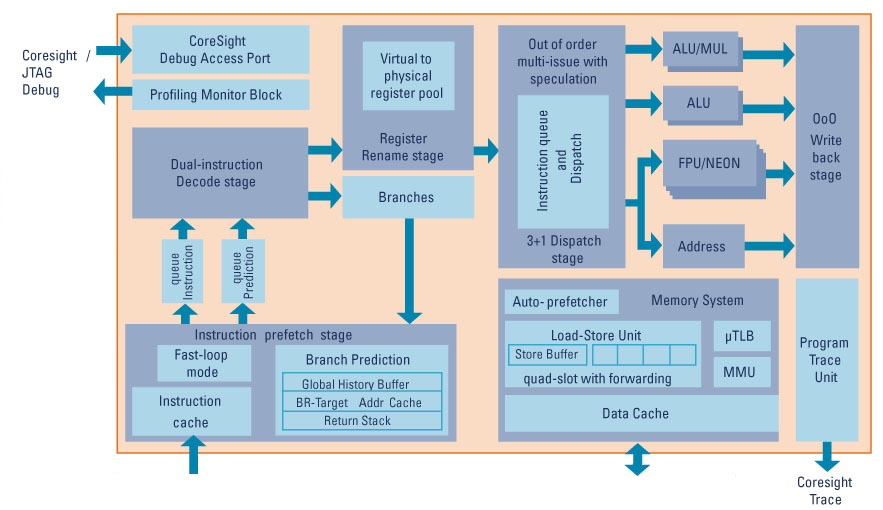 Coresight /
JTAG
Debug
CoreSight
Debug Access Port
Profiling Monitor Block
Dual-instruction
Decode stage
Virtual to
physical
register pool
Register
Rename stage
Branches
Out of order
multi-issue with
speculation
Instruction queue
and
Dispatch
3+1 Dispatch
stage
ALU/MUL
ALU
FPU/NEON
Address
OoO
Write
back
stage
queue
Instruction
queue
Prediction
Instruction prefetch stage
Fast-loop
mode
Instruction
cache
Branch Prediction
Global History Buffer
BR-Target Addr Cache
Return Stack
Auto- prefetcher
Memory System
Load-Store Unit
Store Buffer
quad-slot with forwarding
µTLB
MMU
Data Cache
Program
Trace
Unit
Coresight
Trace